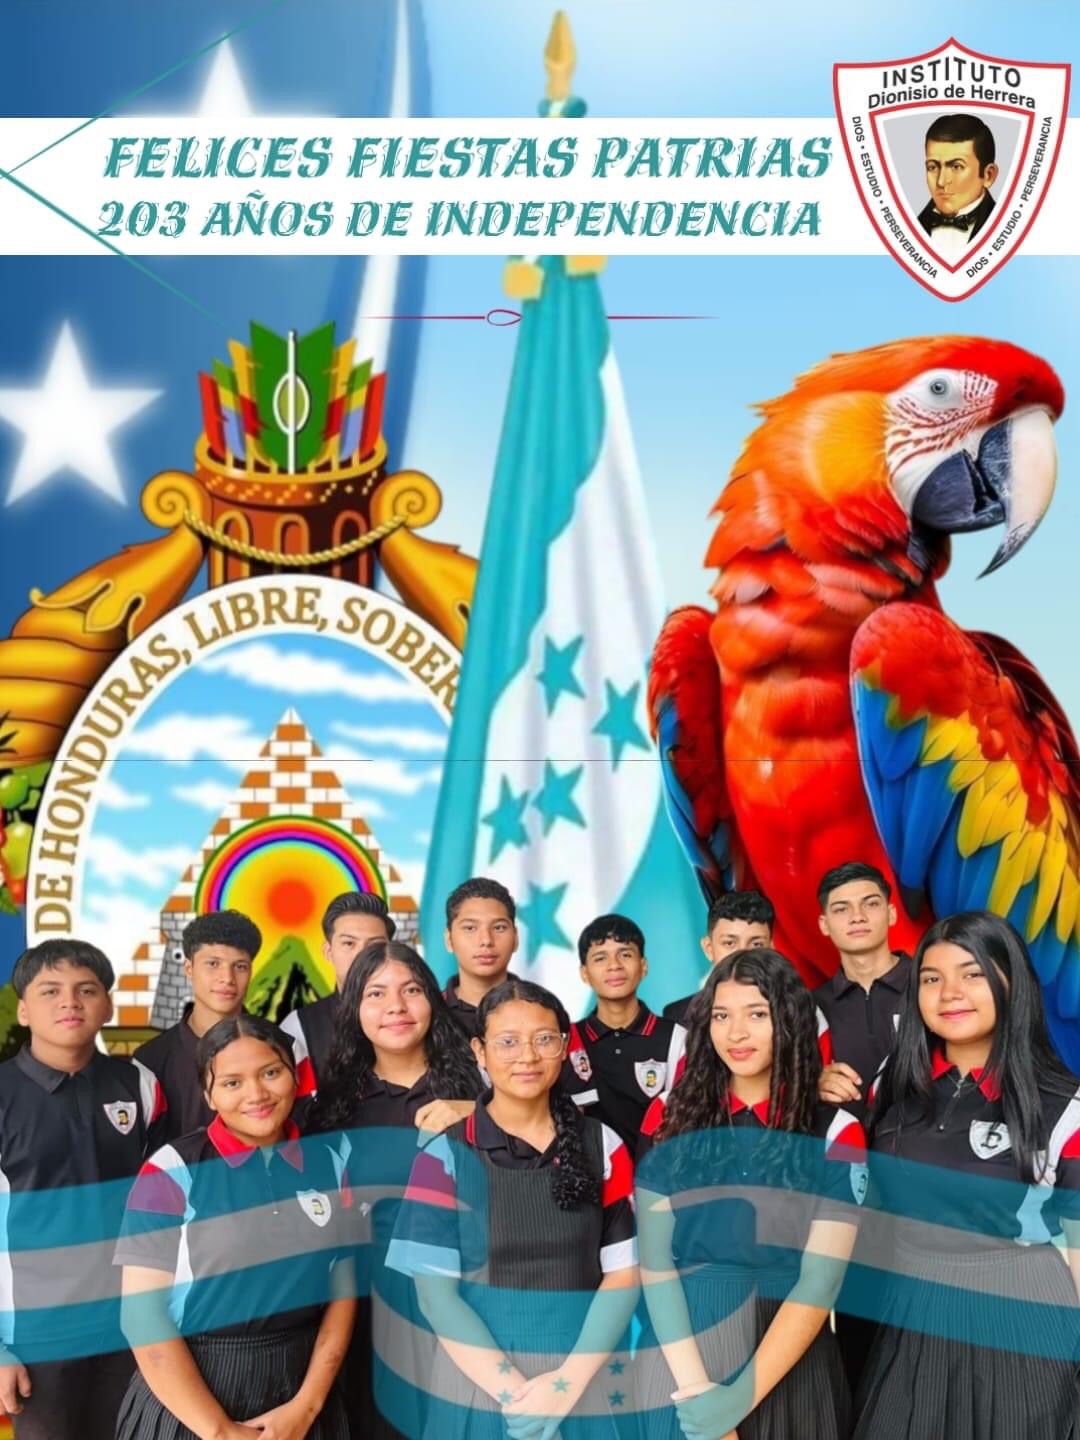 FELICES FIESTAS PATRIAS
203 AÑOS DE INDEPENDENCIA
INSTITUTO
Dionisio de Herrera
DIOS • ESTUDIO • PERSEVERANCIA
DIOS • ESTUDIO • PERSEVERANCIA
DE HONDURAS, LIBRE, SOBER